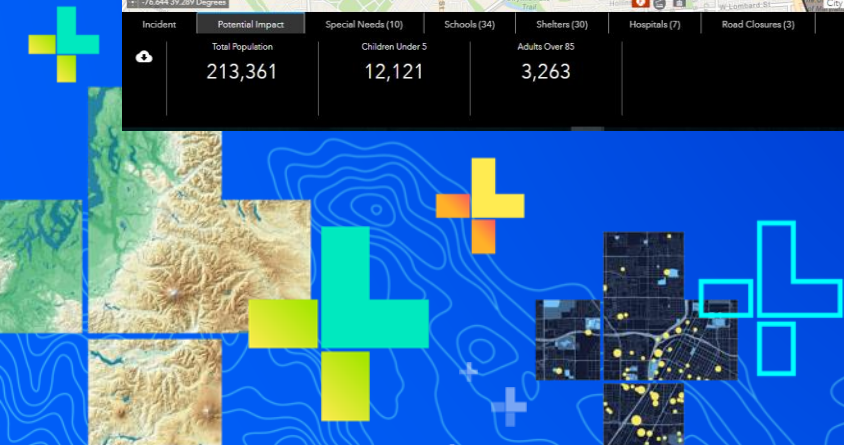 -76.644 39.289 Degrees
W Lombard St
City
Incident
Potential Impact
Special Needs (10)
Schools (34)
Shelters (30)
Hospitals (7)
Road Closures (3)
Total Population
213,361
Children Under 5
12,121
Adults Over 85
3,263